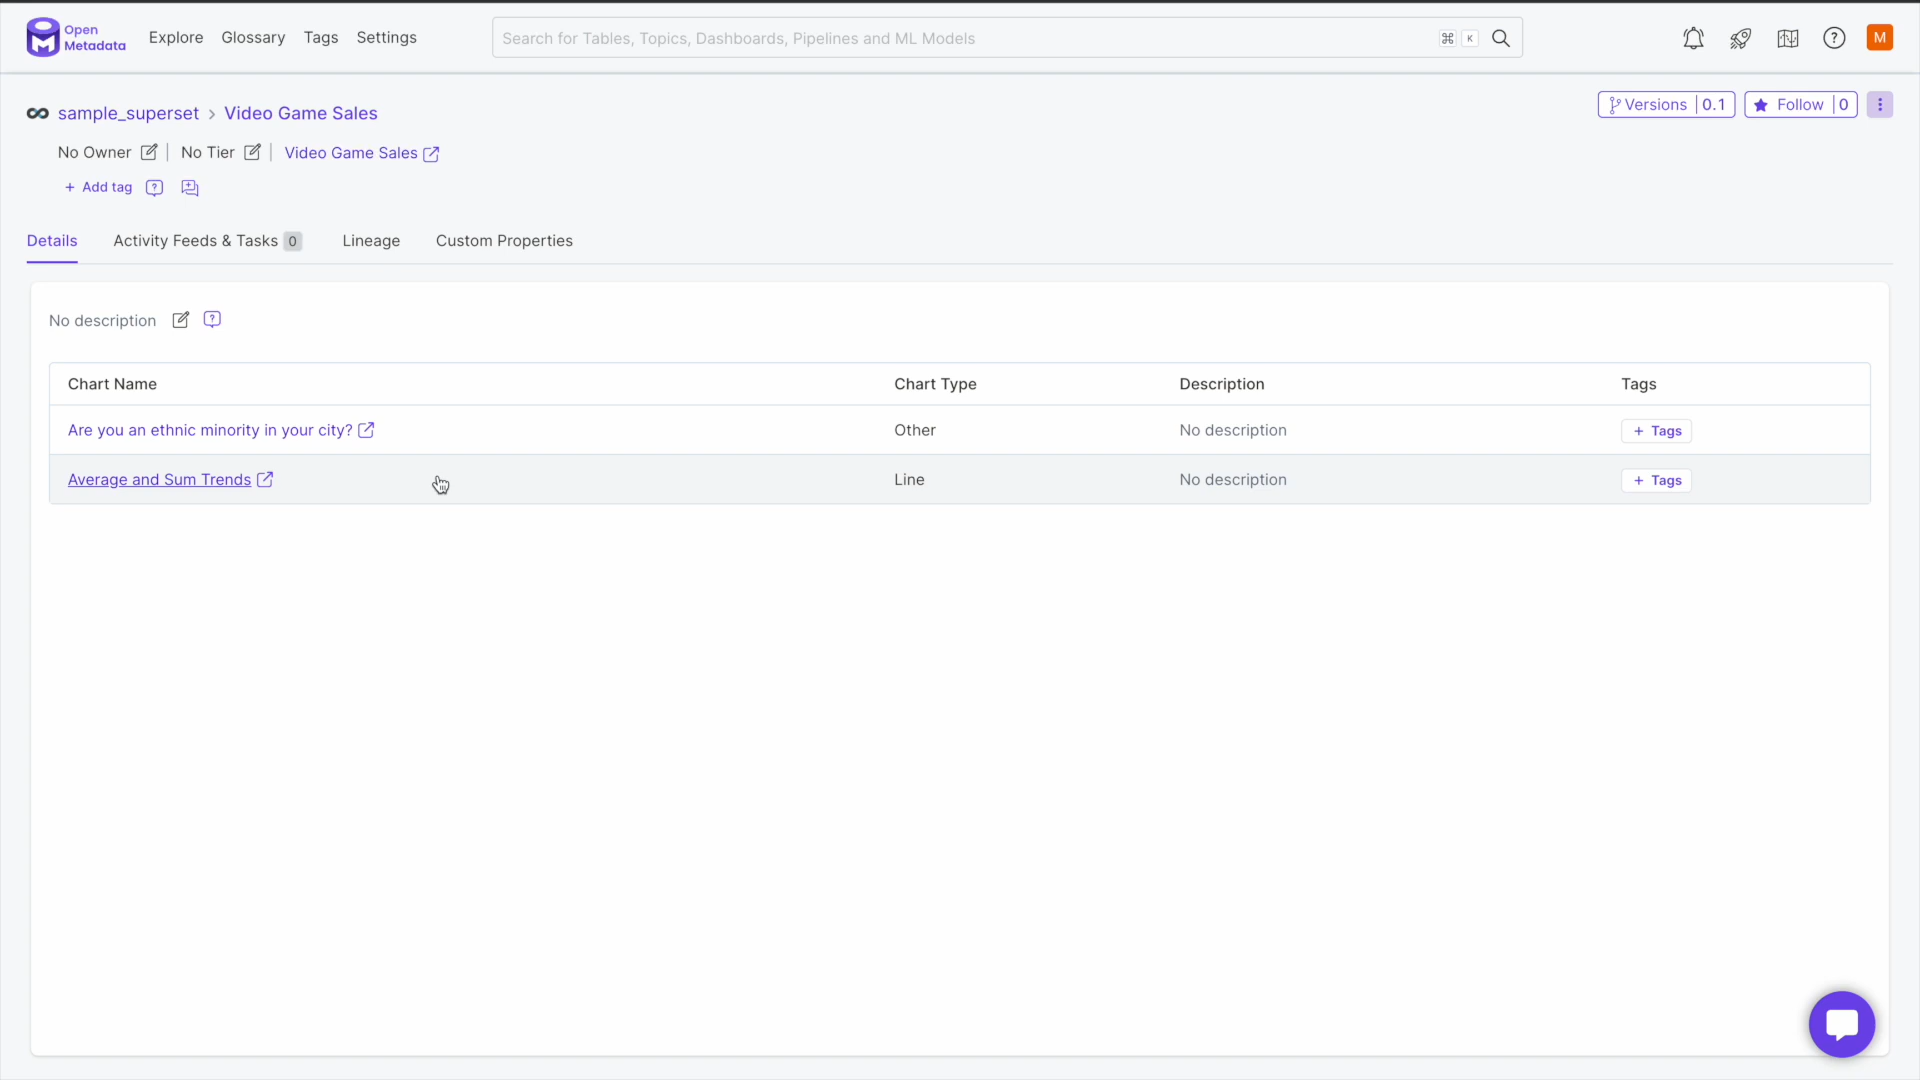 Open Metadata Explore Glossary Tags Settings Search for Tables, Topics, Dashboards, Pipelines and ML Models ⌘ K ? M
sample_superset > Video Game Sales Versions | 0.1 Follow | 0
No Owner | No Tier | Video Game Sales
+ Add tag ?
Details Activity Feeds & Tasks 0 Lineage Custom Properties
No description ?
Chart Name Chart Type Description Tags
Are you an ethnic minority in your city? Other No description + Tags
Average and Sum Trends Line No description + Tags